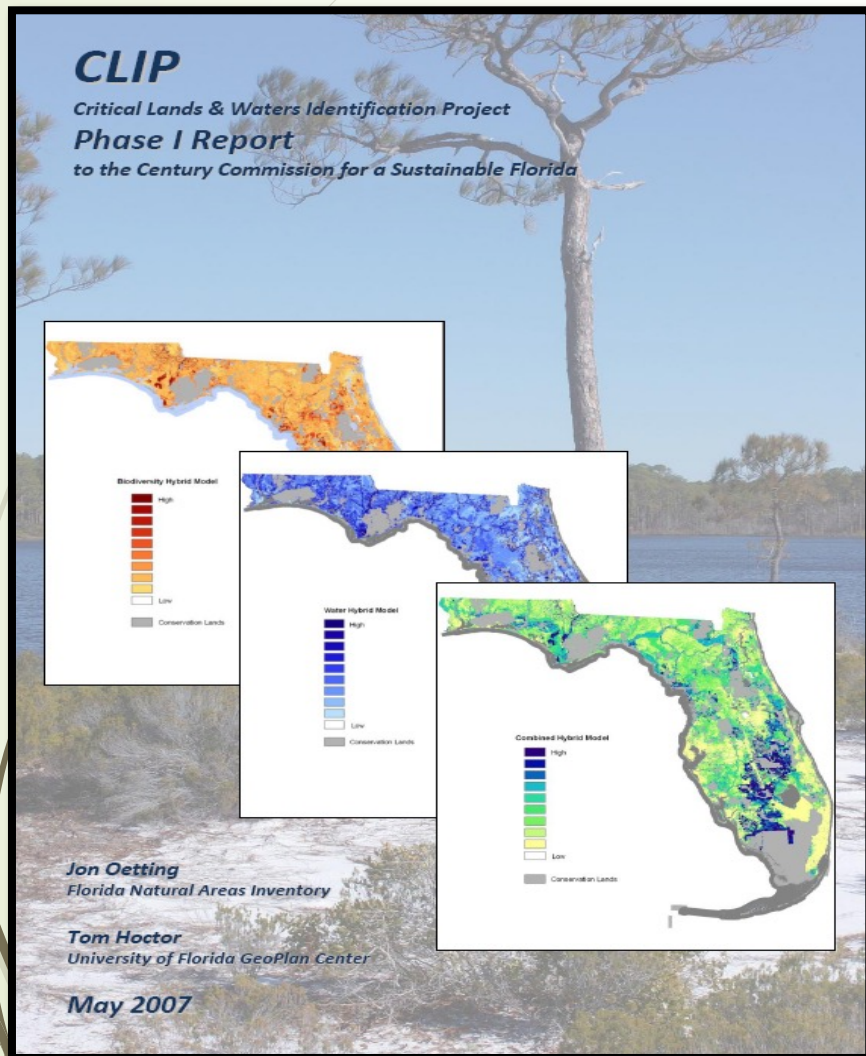 CLIP
Critical Lands & Waters Identification Project
Phase I Report
to the Century Commission for a Sustainable Florida
Biodiversity Hybrid Model
High
Low
Conservation Lands
Water Hybrid Model
High
Low
Conservation Lands
Combined Hybrid Model
High
Low
Conservation Lands
Jon Oetting
Florida Natural Areas Inventory
Tom Hoctor
University of Florida GeoPlan Center
May 2007